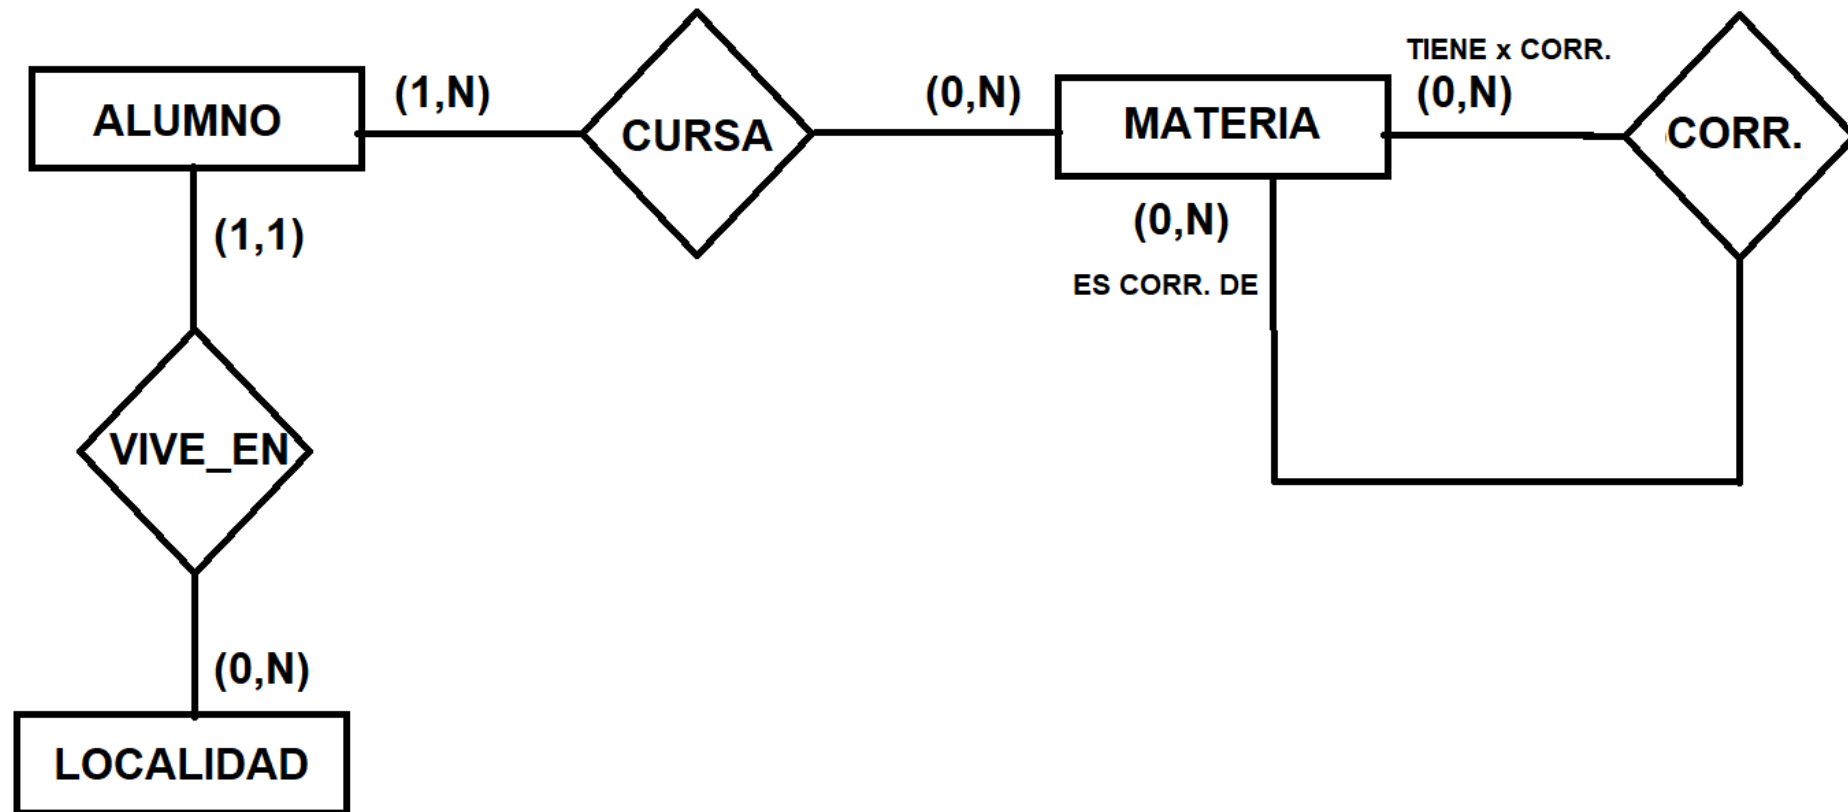 TIENE x CORR.
ALUMNO
(1,N)
CURSA
(0,N)
MATERIA
(0,N)
CORR.
(1,1)
(0,N)
ES CORR. DE
VIVE_EN
(0,N)
LOCALIDAD